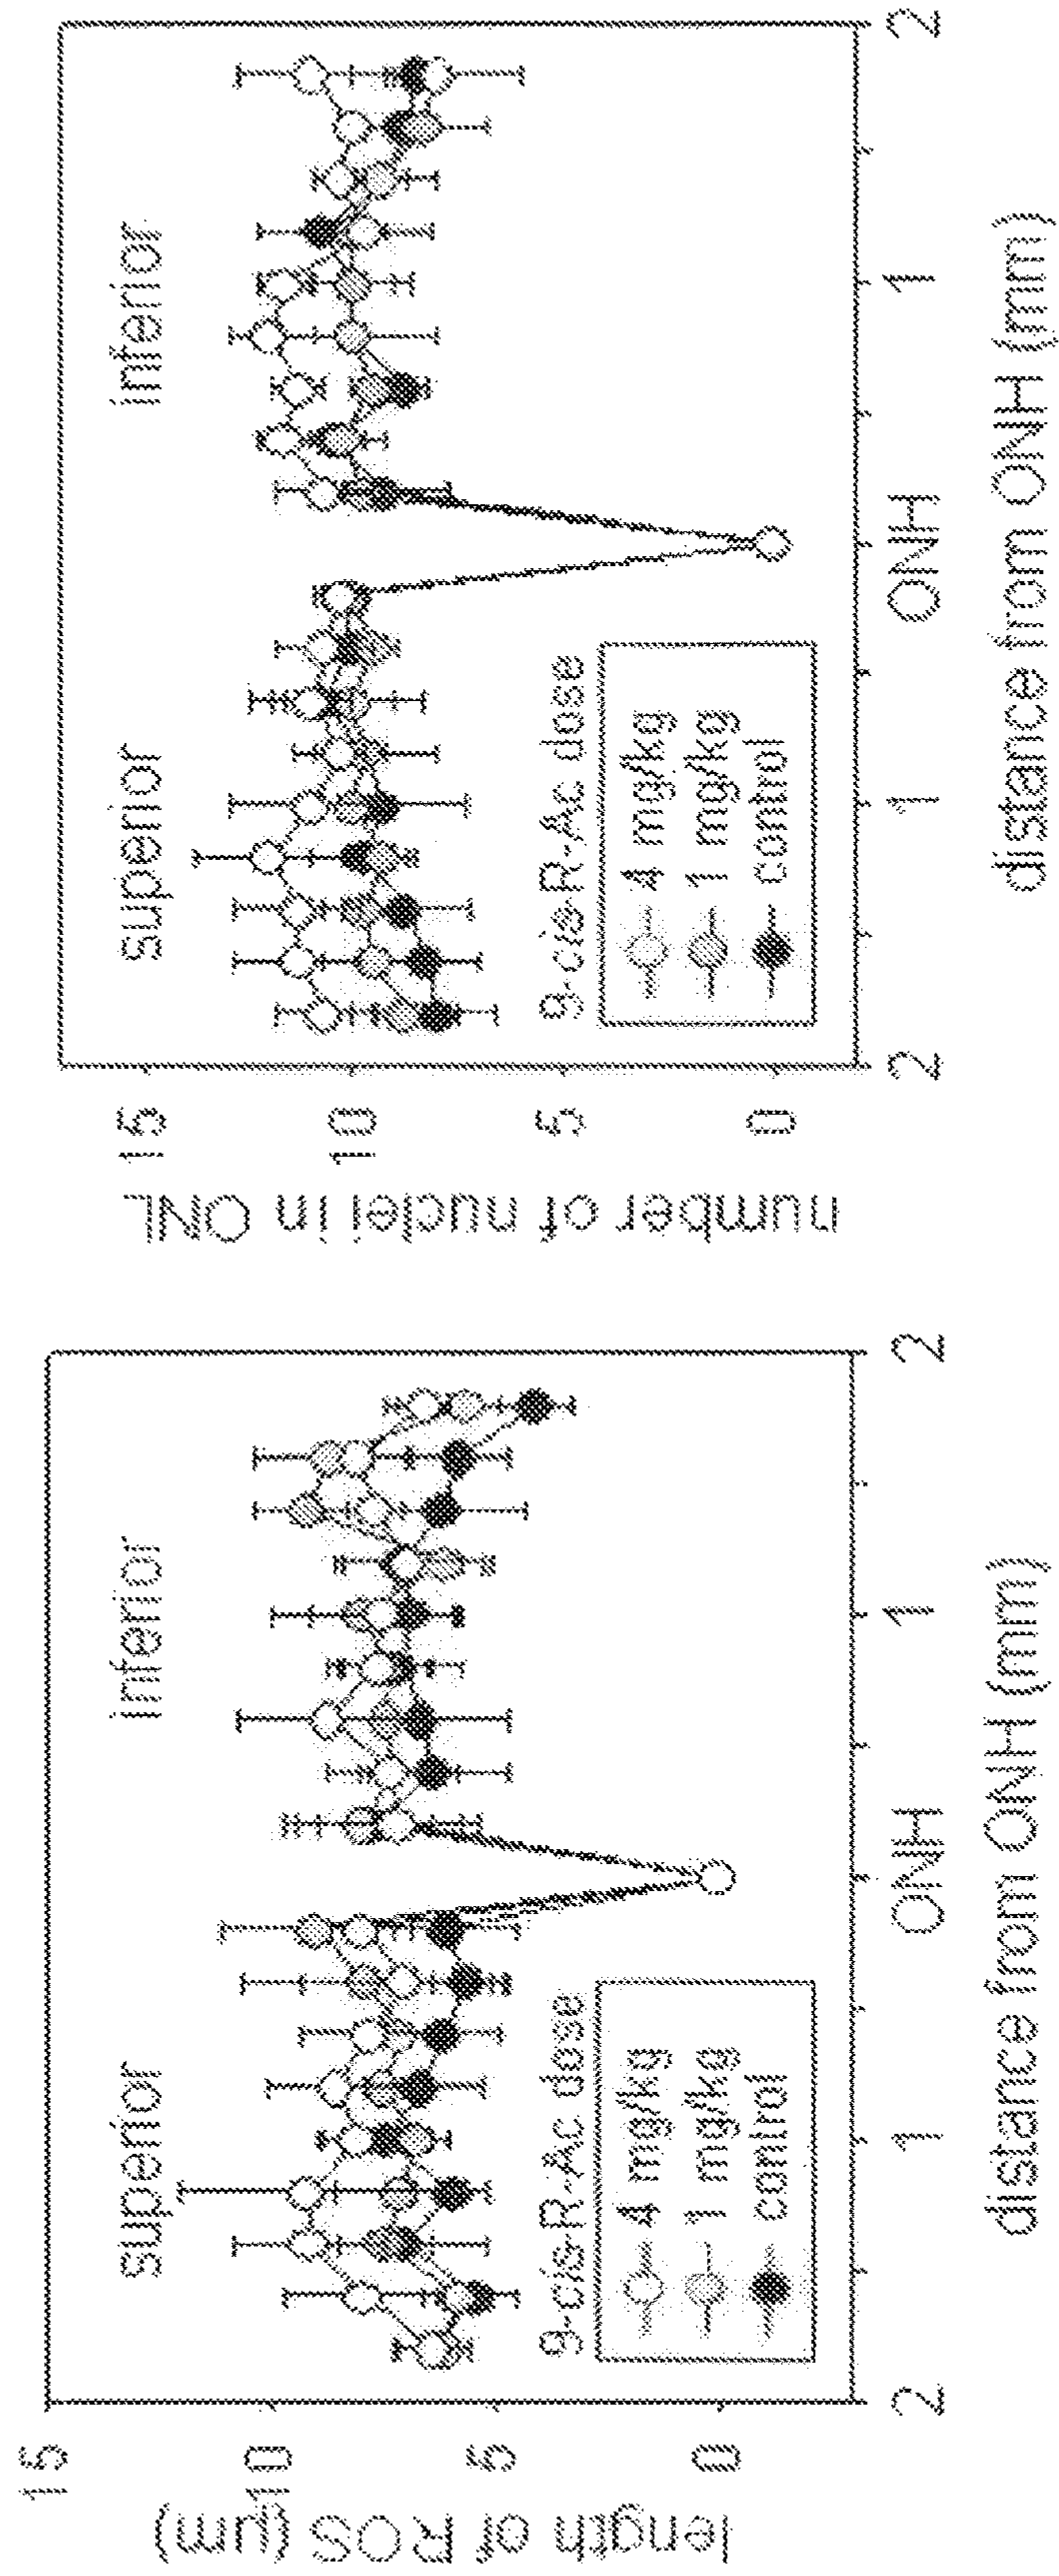 superior
inferior
15
10
5
0
length of ROS (µm)
9-cis-R-Ac dose
4 mg/kg
1 mg/kg
control
2
1
ONH
1
2
distance from ONH (mm)
superior
inferior
15
10
5
0
number of nuclei in ONL
9-cis-R-Ac dose
4 mg/kg
1 mg/kg
control
2
1
ONH
1
2
distance from ONH (mm)